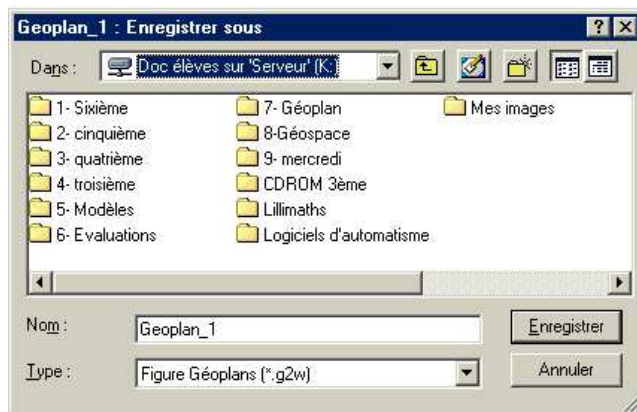 Geoplan_1 : Enregistrer sous
Dans :
Doc élèves sur 'Serveur' (K:)
1- Sixième
2- cinquième
3- quatrième
4- troisième
5- Modèles
6- Evaluations
7- Géoplan
8-Géospace
9- mercredi
CDROM 3ème
Lillimaths
Logiciels d'automatisme
Mes images
Nom :
Geoplan_1
Enregistrer
Type :
Figure Géoplans (*.g2w)
Annuler